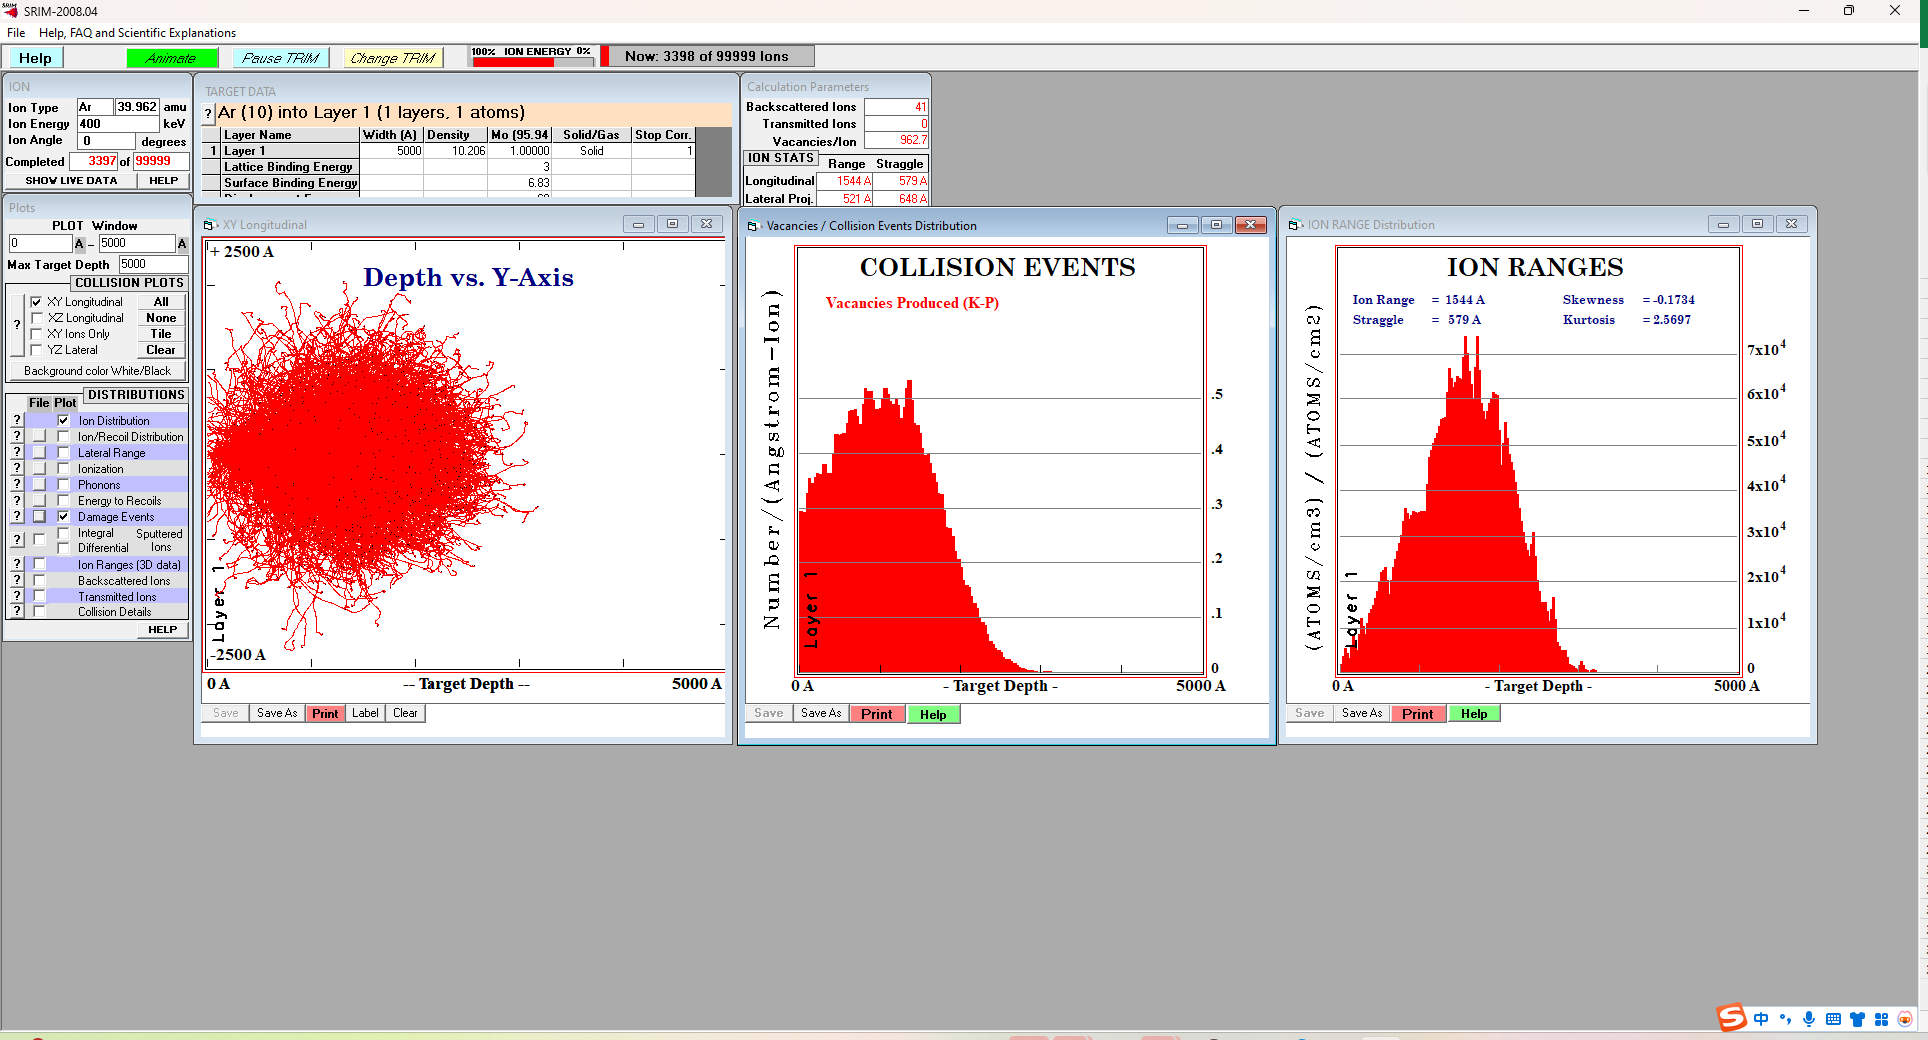 SRIM-2008.04
File Help, FAQ and Scientific Explanations
Help Animate Pause TRIM Change TRIM 100% ION ENERGY 0% Now: 3398 of 99999 Ions
ION
Ion Type Ar 39.962 amu
Ion Energy 400 keV
Ion Angle 0 degrees
Completed 3397 of 99999
SHOW LIVE DATA HELP
TARGET DATA
? Ar (10) into Layer 1 (1 layers, 1 atoms)
Layer Name Width (A) Density Mo (95.94 Solid/Gas Stop Corr.
1 Layer 1 5000 10.206 1.00000 Solid 1
Lattice Binding Energy 3
Surface Binding Energy 6.83
Calculation Parameters
Backscattered Ions 41
Transmitted Ions 0
Vacancies/Ion 962.7
ION STATS Range Straggle
Longitudinal 1544 A 579 A
Lateral Proj. 521 A 648 A
Plots
PLOT Window
0 A – 5000 A
Max Target Depth 5000
COLLISION PLOTS
? XY Longitudinal All
XZ Longitudinal None
XY Ions Only Tile
YZ Lateral Clear
Background color White/Black
DISTRIBUTIONS
File Plot
? Ion Distribution
? Ion/Recoil Distribution
? Lateral Range
? Ionization
? Phonons
? Energy to Recoils
? Damage Events
? Integral Sputtered
Differential Ions
? Ion Ranges (3D data)
? Backscattered Ions
? Transmitted Ions
? Collision Details
HELP
XY Longitudinal
+ 2500 A
Depth vs. Y-Axis
Layer 1
-2500 A
0 A -- Target Depth -- 5000 A
Save Save As Print Label Clear
Vacancies / Collision Events Distribution
COLLISION EVENTS
Vacancies Produced (K-P)
Number/(Angstrom-Ion)
.5
.4
.3
.2
.1
0
Layer 1
0 A - Target Depth - 5000 A
Save Save As Print Help
ION RANGE Distribution
ION RANGES
Ion Range = 1544 A Skewness = -0.1734
Straggle = 579 A Kurtosis = 2.5697
(ATOMS/cm3) / (ATOMS/cm2)
7x10⁴
6x10⁴
5x10⁴
4x10⁴
3x10⁴
2x10⁴
1x10⁴
0
Layer 1
0 A - Target Depth - 5000 A
Save Save As Print Help
S 中